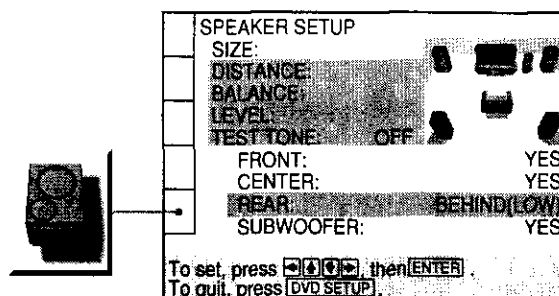 SPEAKER SETUP
SIZE:
DISTANCE:
BALANCE:
LEVEL:
TEST TONE: OFF
FRONT: YES
CENTER: YES
REAR: BEHIND(LOW)
SUBWOOFER: YES
To set, press , then ENTER .
To quit, press DVD SETUP .